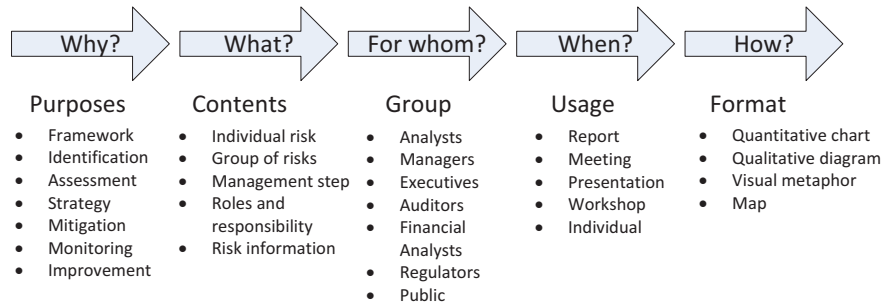 Why?
What?
For whom?
When?
How?
Purposes
• Framework
• Identification
• Assessment
• Strategy
• Mitigation
• Monitoring
• Improvement
Contents
• Individual risk
• Group of risks
• Management step
• Roles and
responsibility
• Risk information
Group
• Analysts
• Managers
• Executives
• Auditors
• Financial
Analysts
• Regulators
• Public
Usage
• Report
• Meeting
• Presentation
• Workshop
• Individual
Format
• Quantitative chart
• Qualitative diagram
• Visual metaphor
• Map